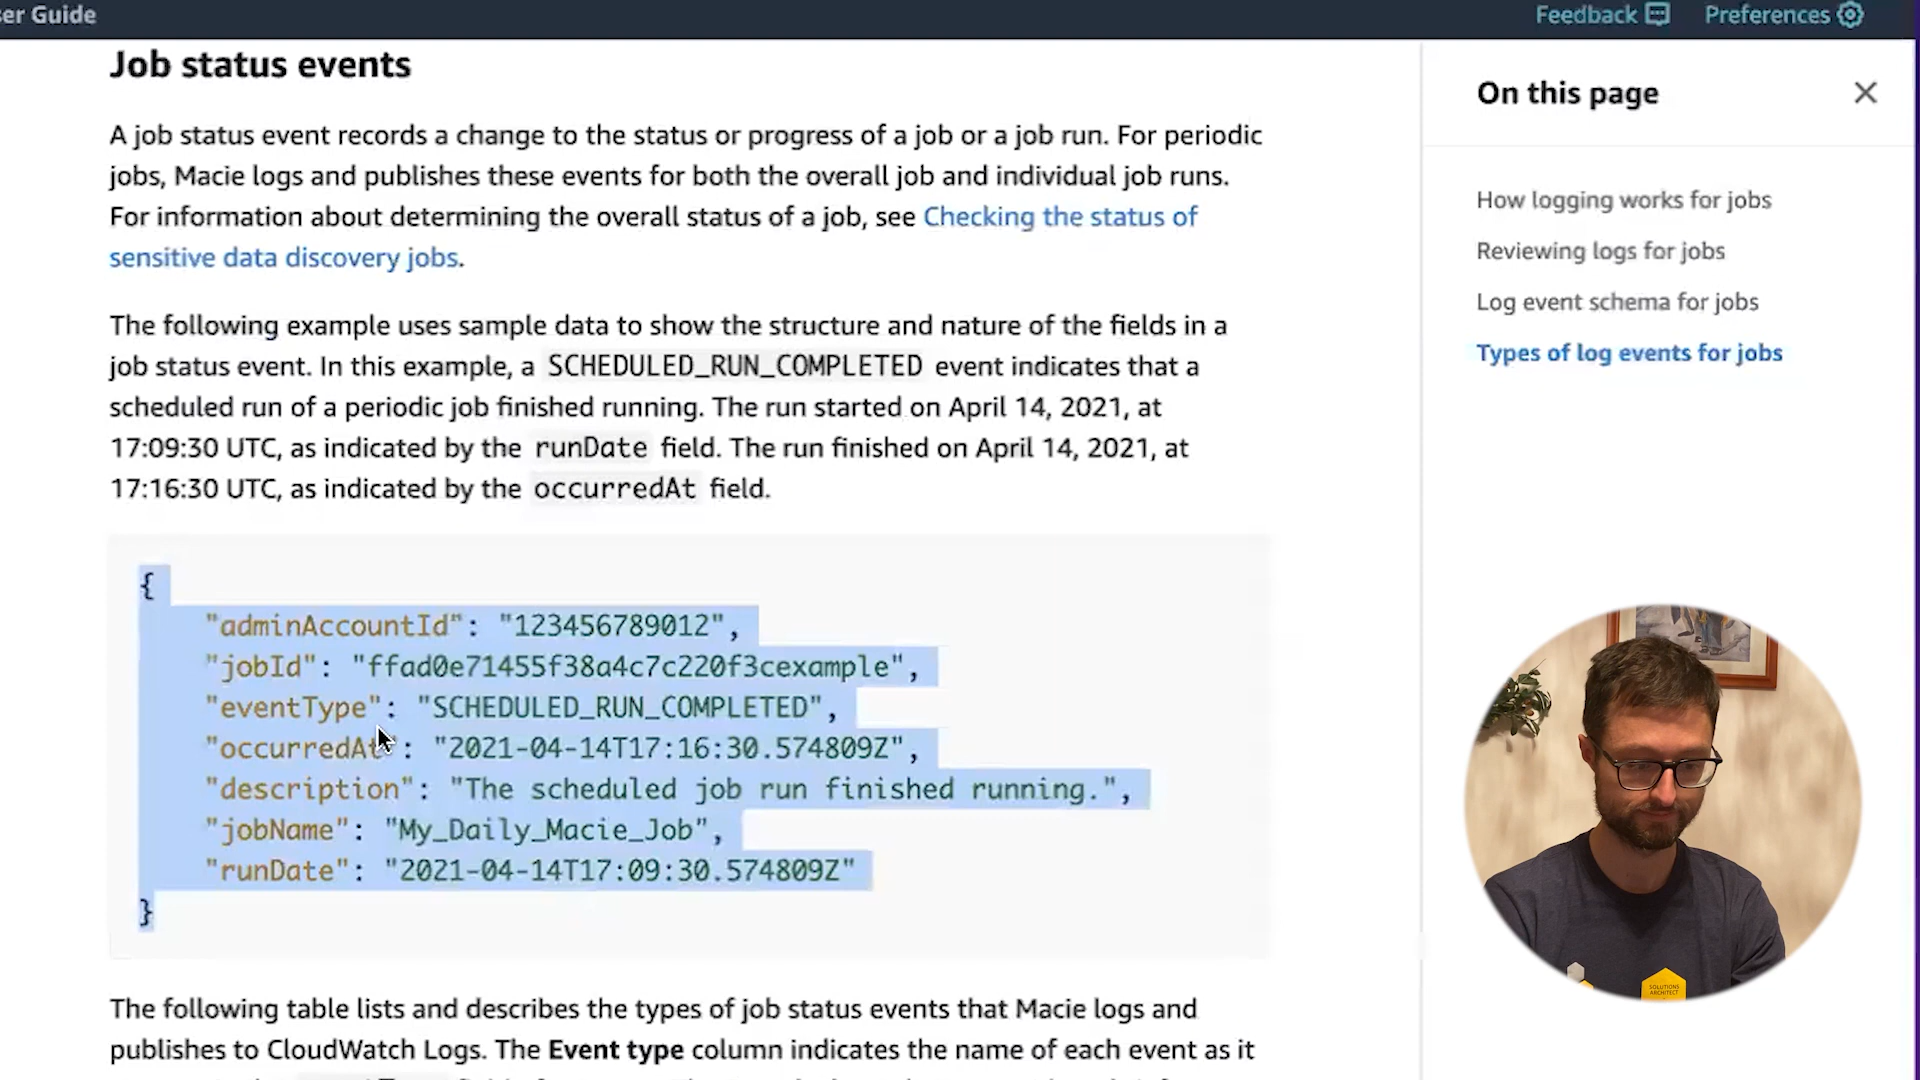 er Guide
Feedback
Preferences
Job status events
A job status event records a change to the status or progress of a job or a job run. For periodic
jobs, Macie logs and publishes these events for both the overall job and individual job runs.
For information about determining the overall status of a job, see Checking the status of
sensitive data discovery jobs.
The following example uses sample data to show the structure and nature of the fields in a
job status event. In this example, a SCHEDULED_RUN_COMPLETED event indicates that a
scheduled run of a periodic job finished running. The run started on April 14, 2021, at
17:09:30 UTC, as indicated by the runDate field. The run finished on April 14, 2021, at
17:16:30 UTC, as indicated by the occurredAt field.
{
"adminAccountId": "123456789012",
"jobId": "ffad0e71455f38a4c7c220f3cexample",
"eventType": "SCHEDULED_RUN_COMPLETED",
"occurredAt": "2021-04-14T17:16:30.574809Z",
"description": "The scheduled job run finished running.",
"jobName": "My_Daily_Macie_Job",
"runDate": "2021-04-14T17:09:30.574809Z"
}
The following table lists and describes the types of job status events that Macie logs and
publishes to CloudWatch Logs. The Event type column indicates the name of each event as it
On this page
How logging works for jobs
Reviewing logs for jobs
Log event schema for jobs
Types of log events for jobs
SOLUTIONS
ARCHITECT